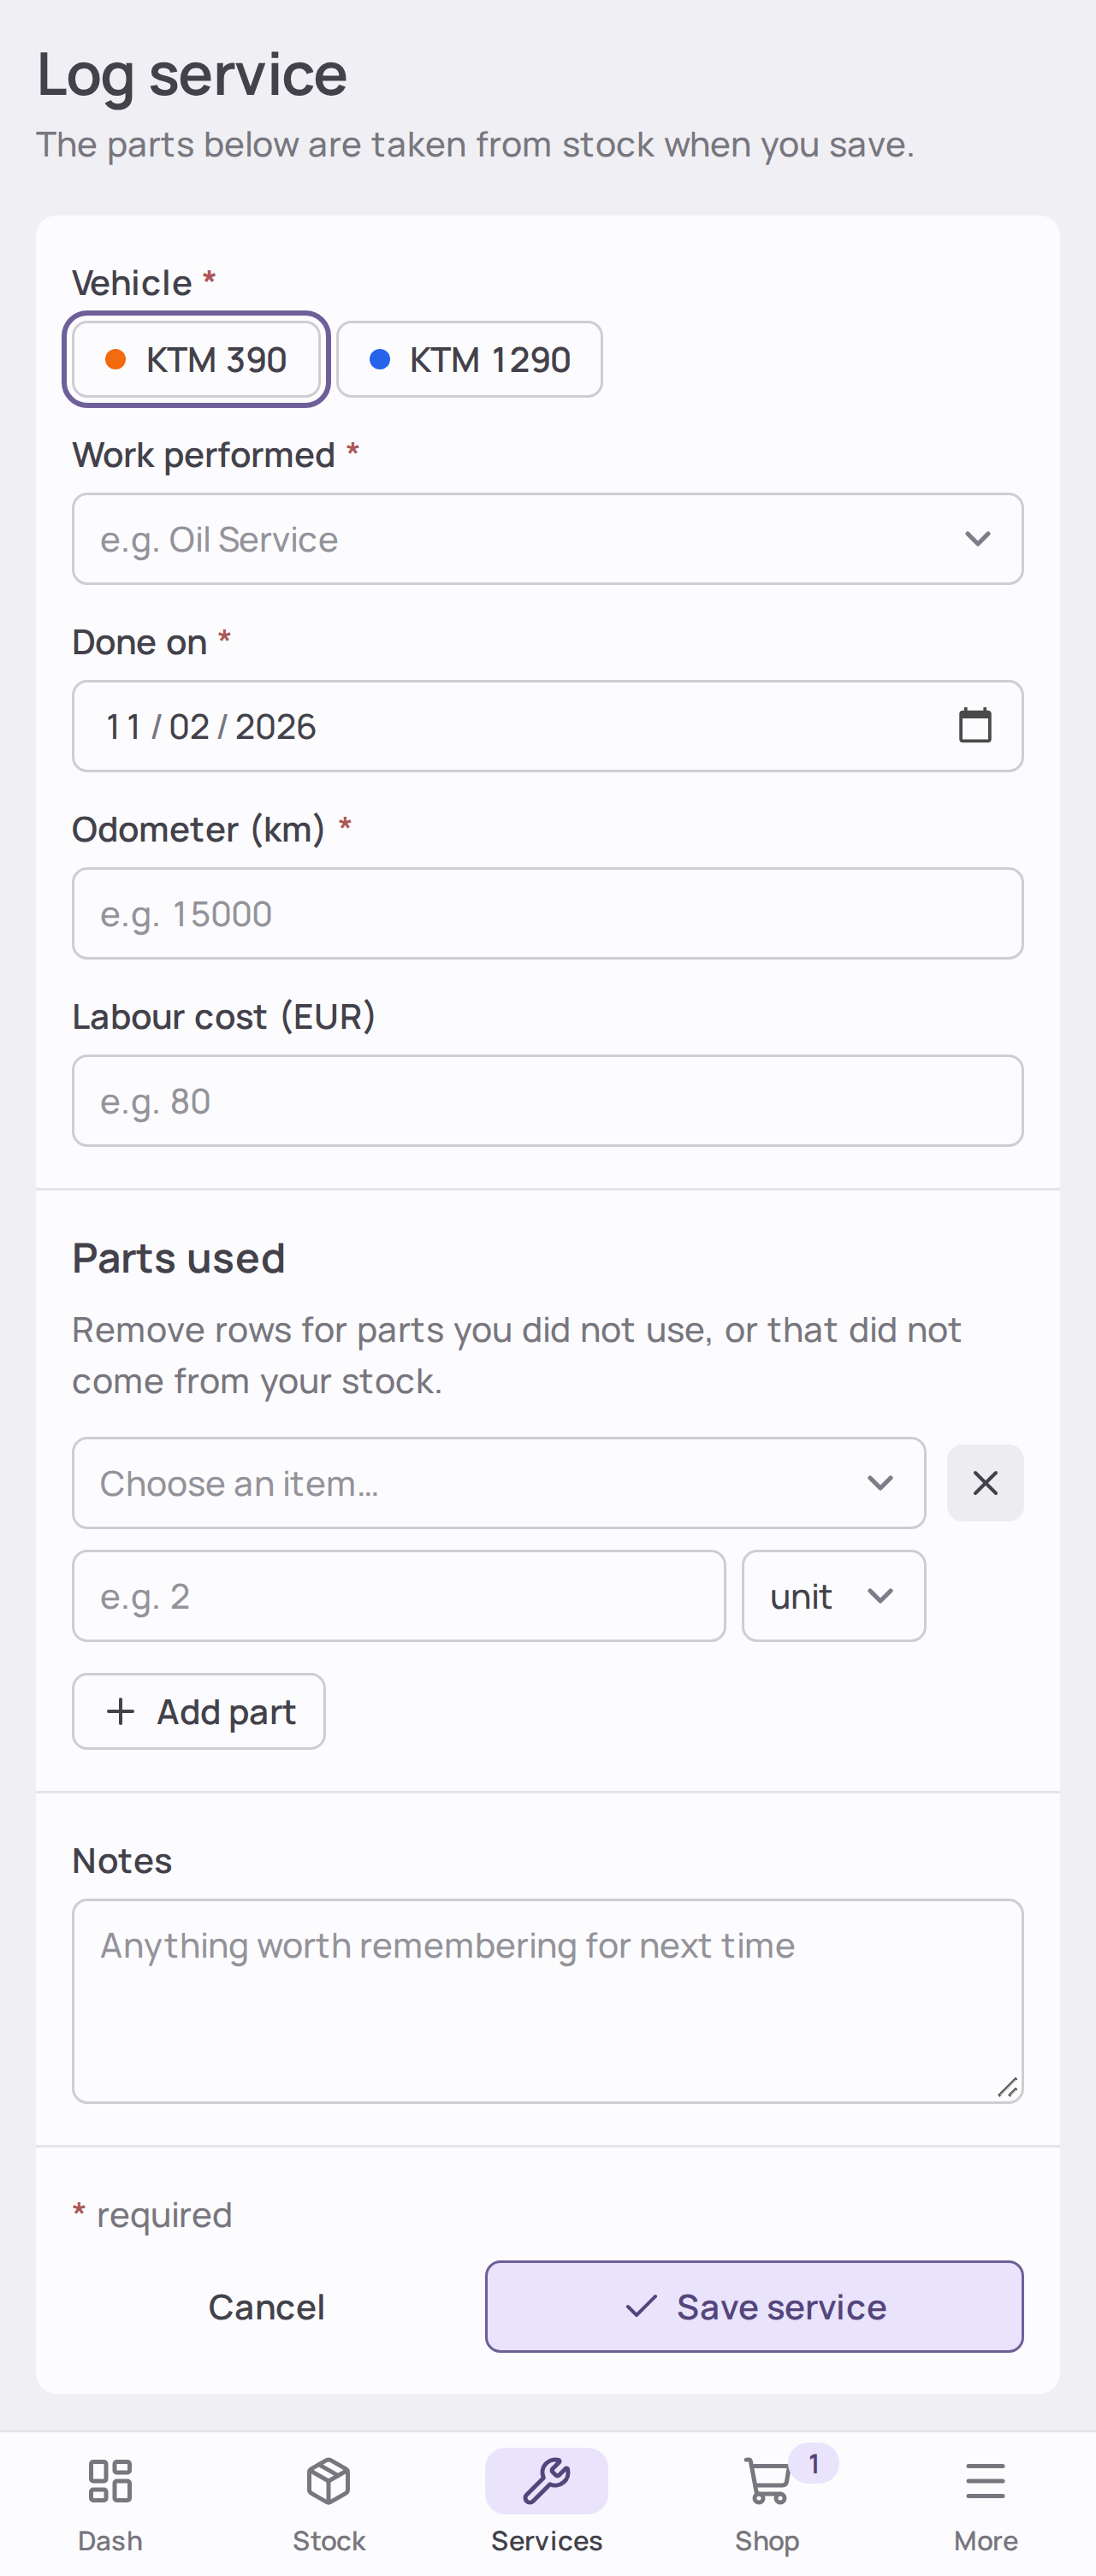 Log service
The parts below are taken from stock when you save.
Vehicle *
KTM 390
KTM 1290
Work performed *
e.g. Oil Service
Done on *
11/02/2026
Odometer (km) *
e.g. 15000
Labour cost (EUR)
e.g. 80
Parts used
Remove rows for parts you did not use, or that did not
come from your stock.
Choose an item...
e.g. 2
unit
Add part
Notes
Anything worth remembering for next time
* required
Cancel
Save service
1
Dash
Stock
Services
Shop
More